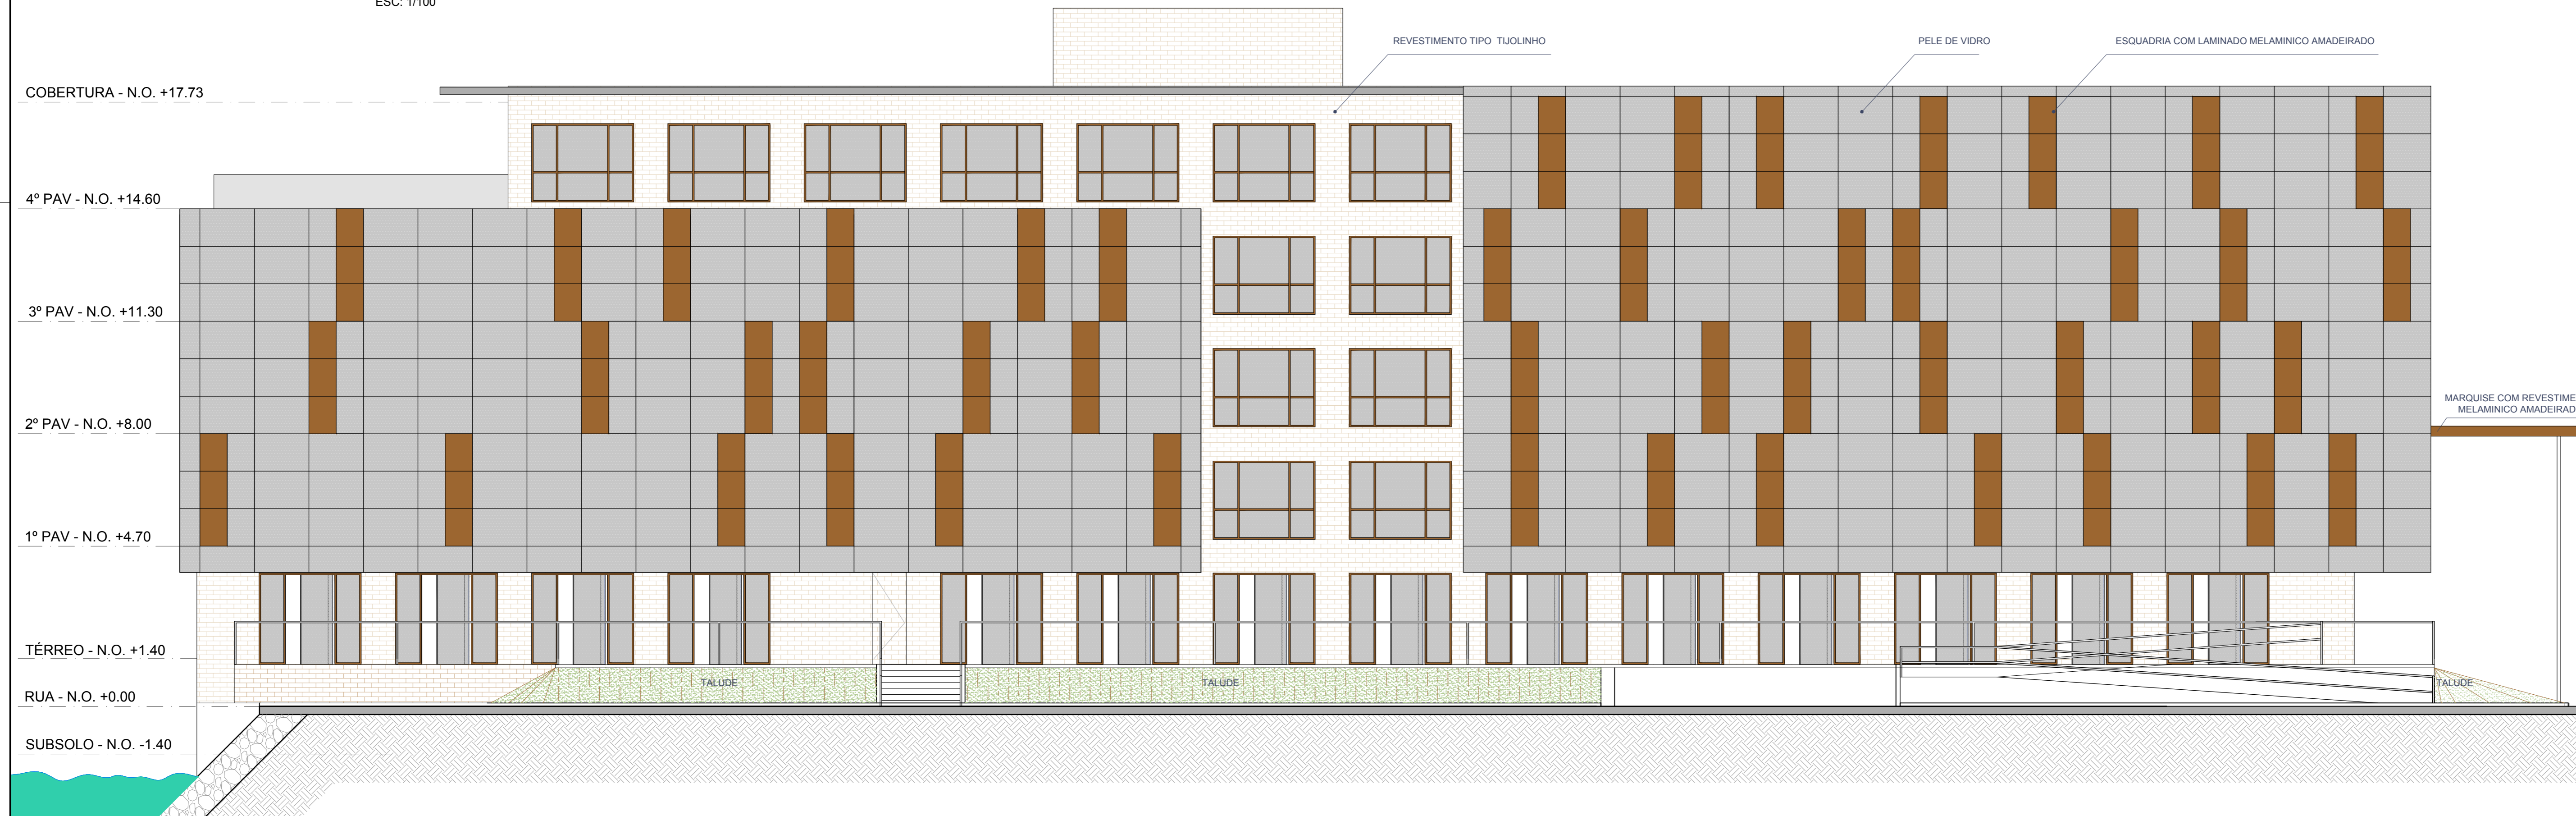 ESC: 1/100
REVESTIMENTO TIPO TIJOLINHO
PELE DE VIDRO
ESQUADRIA COM LAMINADO MELAMINICO AMADEIRADO
COBERTURA - N.O. +17.73
4º PAV - N.O. +14.60
3º PAV - N.O. +11.30
MARQUISE COM REVESTIME
MELAMINICO AMADEIRAD
2º PAV - N.O. +8.00
1º PAV - N.O. +4.70
TÉRREO - N.O. +1.40
TALUDE
TALUDE
TALUDE
RUA - N.O. +0.00
SUBSOLO - N.O. -1.40